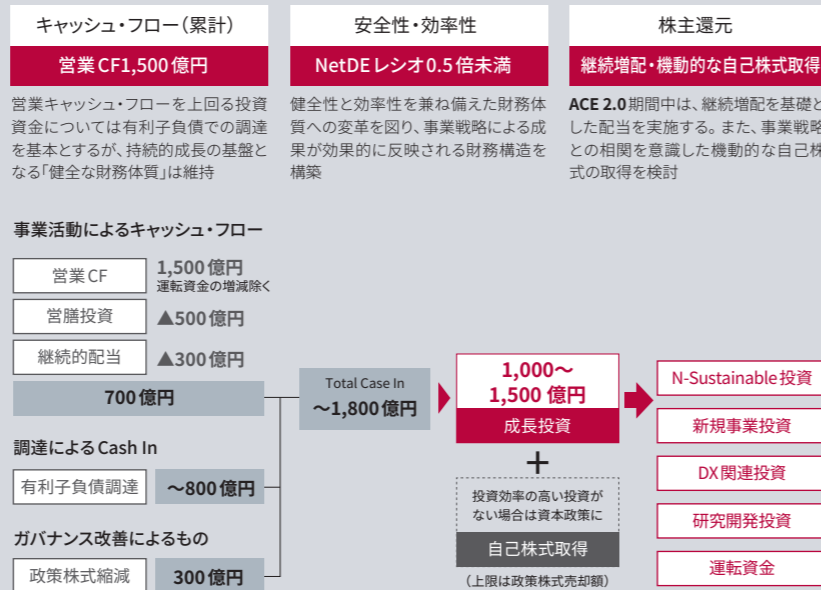 キャッシュ・フロー（累計）
営業CF1,500億円
営業キャッシュ・フローを上回る投資
資金については有利子負債での調達
を基本とするが、持続的成長の基盤と
なる「健全な財務体質」は維持
安全性・効率性
NetDEレシオ0.5倍未満
健全性と効率性を兼ね備えた財務体
質への変革を図り、事業戦略による成
果が効果的に反映される財務構造を
構築
株主還元
継続増配・機動的な自己株式取得
ACE 2.0期間中は、継続増配を基礎と
した配当を実施する。また、事業戦略
との相関を意識した機動的な自己株
式の取得を検討
事業活動によるキャッシュ・フロー
営業CF
1,500億円
運転資金の増減除く
営膳投資
▲500億円
継続的配当
▲300億円
700億円
調達によるCash In
有利子負債調達
～800億円
ガバナンス改善によるもの
政策株式縮減
300億円
Total Case In
～1,800億円
1,000～
1,500億円
成長投資
＋
投資効率の高い投資が
ない場合は資本政策に
自己株式取得
（上限は政策株式売却額）
N-Sustainable投資
新規事業投資
DX関連投資
研究開発投資
運転資金